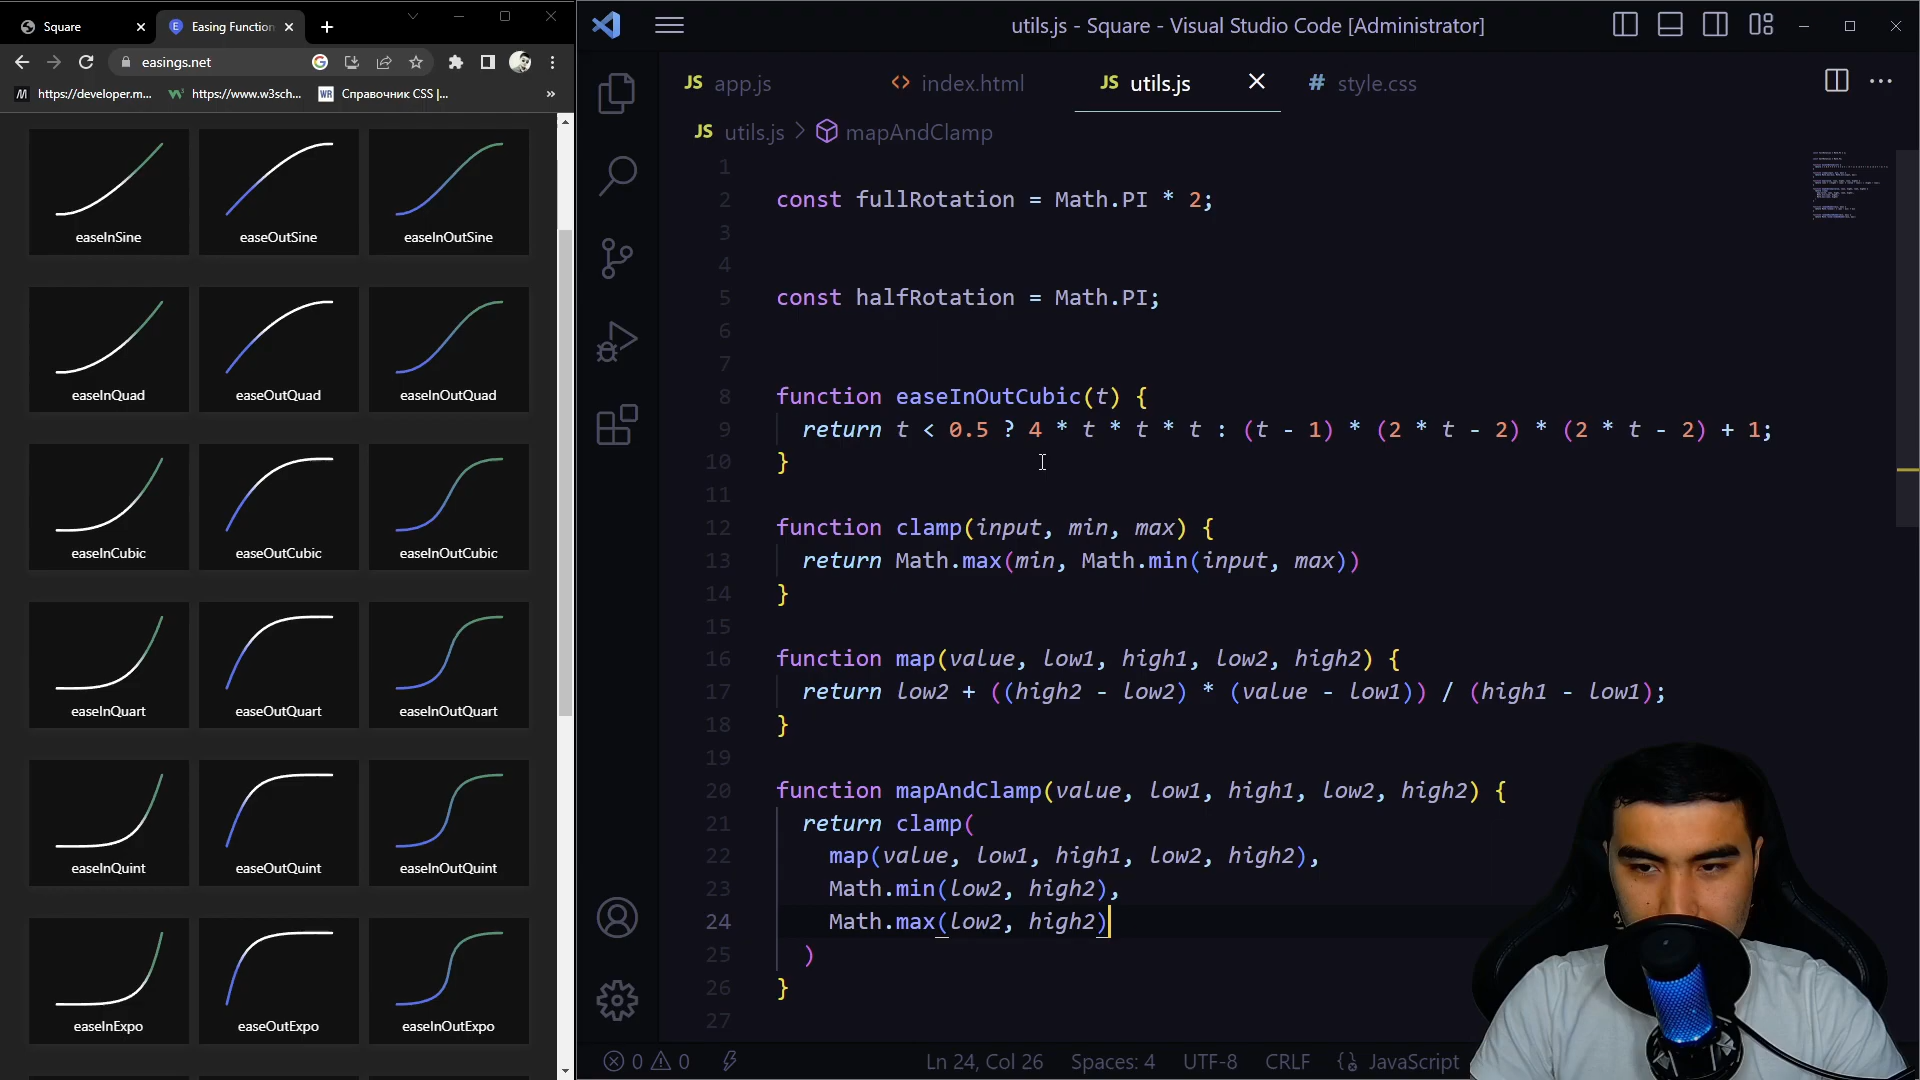 Square
Easing Function
easings.net
https://developer.m...
https://www.w3sch...
WR
Справочник CSS |...
»
easeInSine
easeOutSine
easeInOutSine
easeInQuad
easeOutQuad
easeInOutQuad
easeInCubic
easeOutCubic
easeInOutCubic
easeInQuart
easeOutQuart
easeInOutQuart
easeInQuint
easeOutQuint
easeInOutQuint
easeInExpo
easeOutExpo
easeInOutExpo
utils.js - Square - Visual Studio Code [Administrator]
JS app.js
<> index.html
JS utils.js
# style.css
JS utils.js > mapAndClamp
1
2 const fullRotation = Math.PI * 2;
3
4
5 const halfRotation = Math.PI;
6
7
8 function easeInOutCubic(t) {
9 return t < 0.5 ? 4 * t * t * t : (t - 1) * (2 * t - 2) * (2 * t - 2) + 1;
10 }
11
12 function clamp(input, min, max) {
13 return Math.max(min, Math.min(input, max))
14 }
15
16 function map(value, low1, high1, low2, high2) {
17 return low2 + ((high2 - low2) * (value - low1)) / (high1 - low1);
18 }
19
20 function mapAndClamp(value, low1, high1, low2, high2) {
21 return clamp(
22 map(value, low1, high1, low2, high2),
23 Math.min(low2, high2),
24 Math.max(low2, high2)
25 )
26 }
27
0 0 Ln 24, Col 26 Spaces: 4 UTF-8 CRLF {} JavaScript